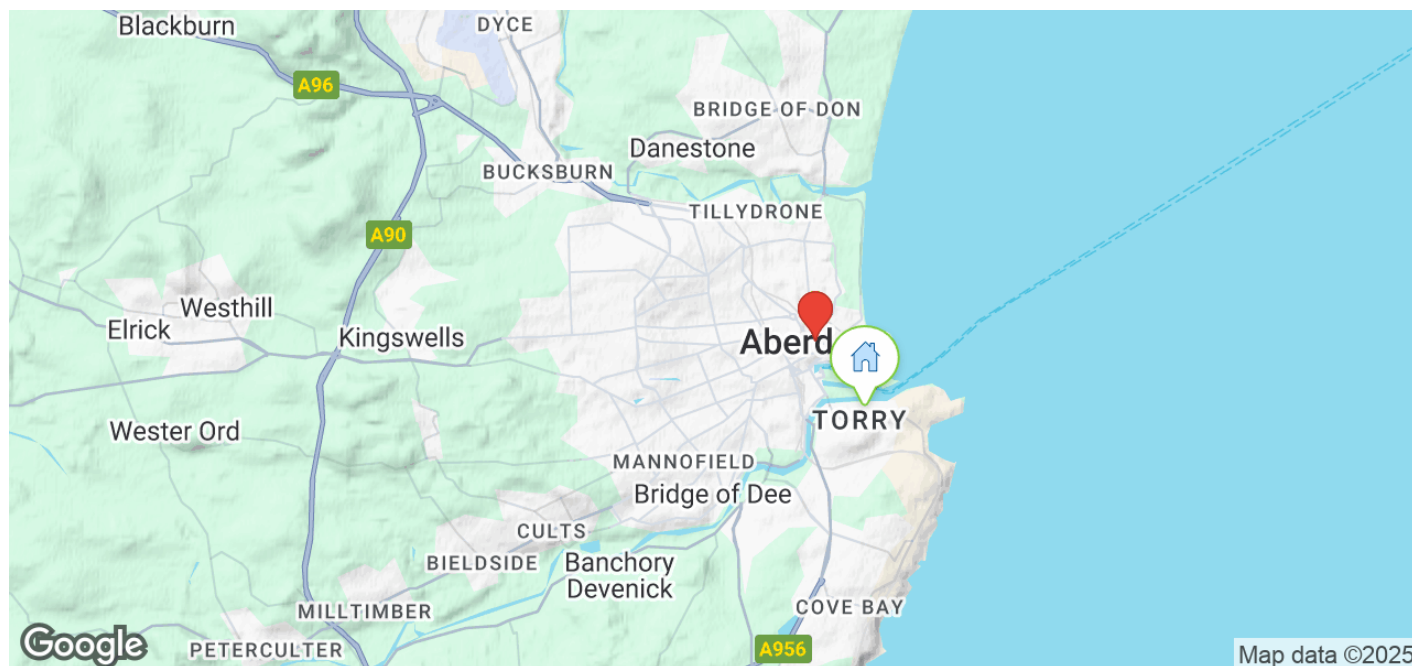 Blackburn
DYCE
A96
BRIDGE OF DON
Danestone
BUCKSBURN
TILLYDRONE
A90
Westhill
Elrick
Kingswells
Aberd
TORRY
Wester Ord
MANNOFIELD
Bridge of Dee
CULTS
BIELDSIDE
Banchory
Devenick
MILLTIMBER
COVE BAY
PETERCULTER
A956
Google
Map data ©2025